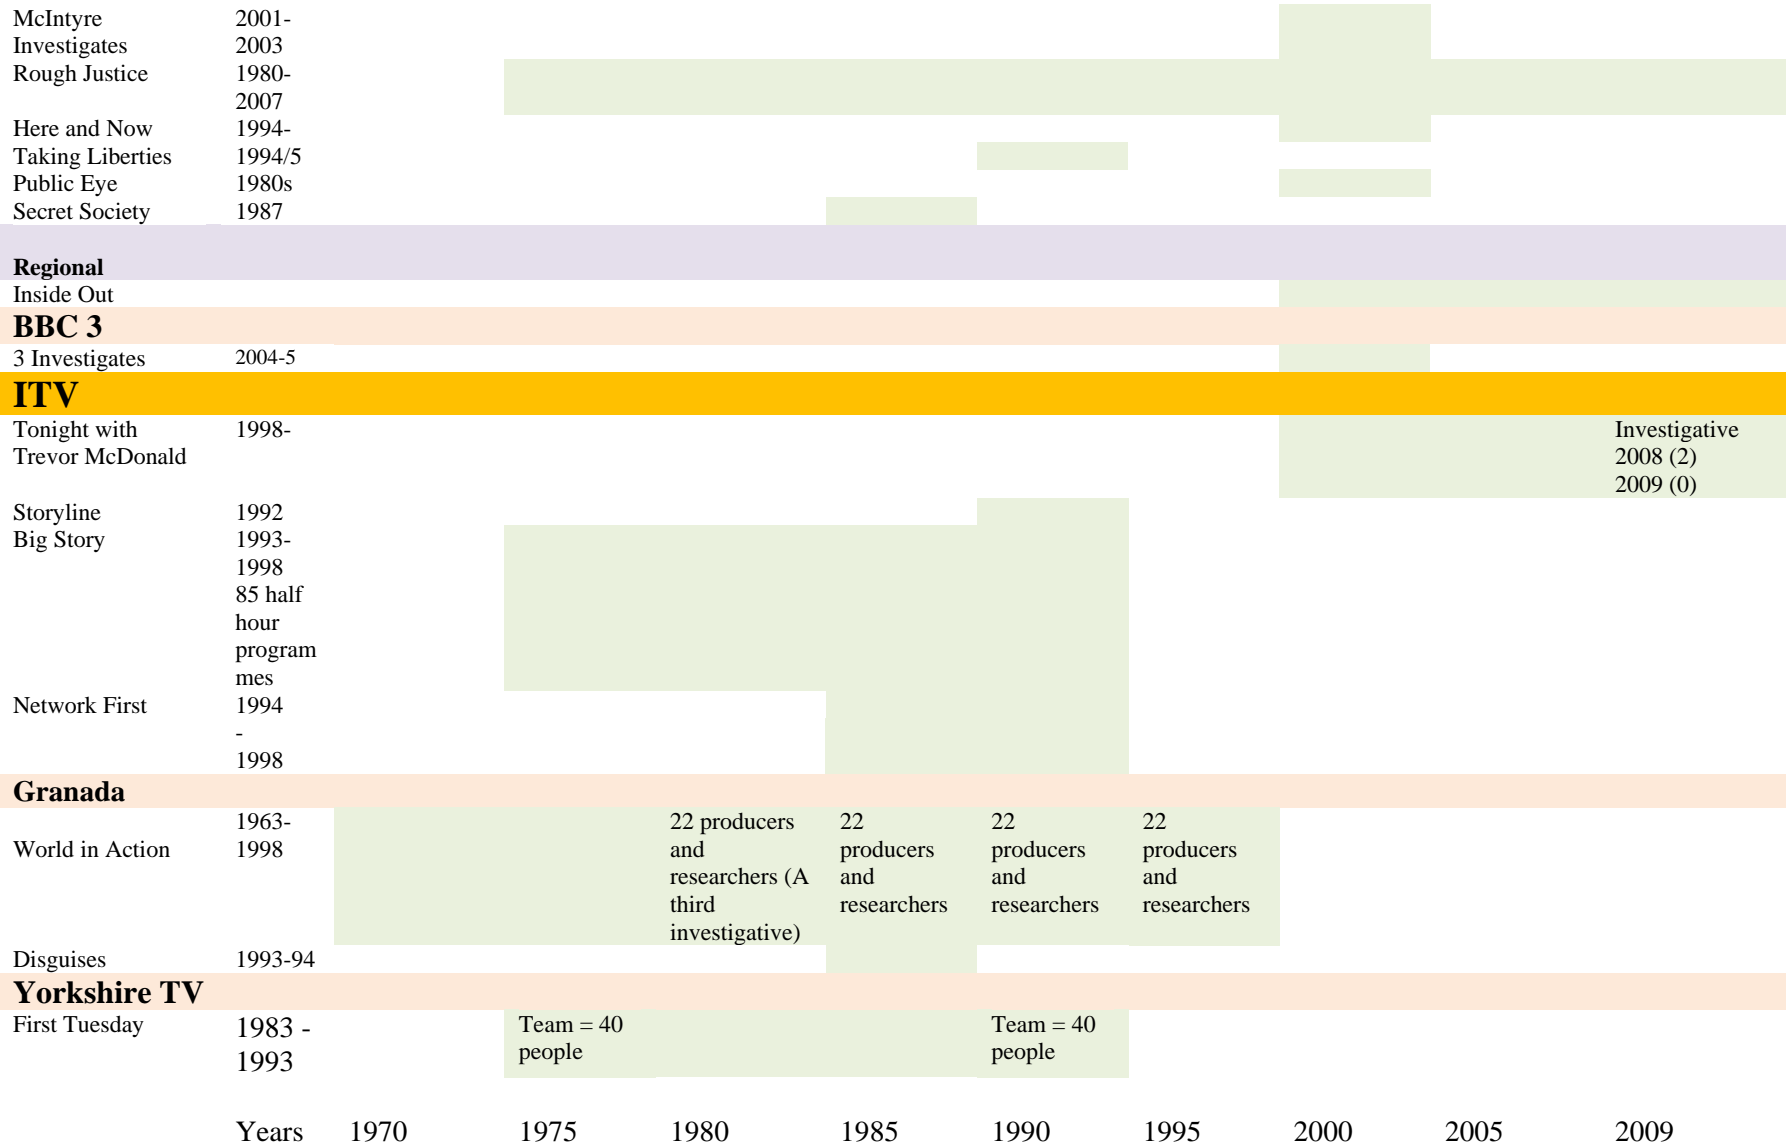 McIntyre 2001-
Investigates 2003
Rough Justice 1980-
2007
Here and Now 1994-
Taking Liberties 1994/5
Public Eye 1980s
Secret Society 1987
Regional
Inside Out
BBC 3
3 Investigates 2004-5
ITV
Tonight with 1998- Investigative
Trevor McDonald 2008 (2)
2009 (0)
Storyline 1992
Big Story 1993-
1998
85 half
hour
program
mes
Network First 1994
-
1998
Granada
1963- 22 producers 22 22 22
World in Action 1998 and producers producers producers
researchers (A and and and
third researchers researchers researchers
investigative)
Disguises 1993-94
Yorkshire TV
First Tuesday 1983 - Team = 40 Team = 40
1993 people people
Years 1970 1975 1980 1985 1990 1995 2000 2005 2009